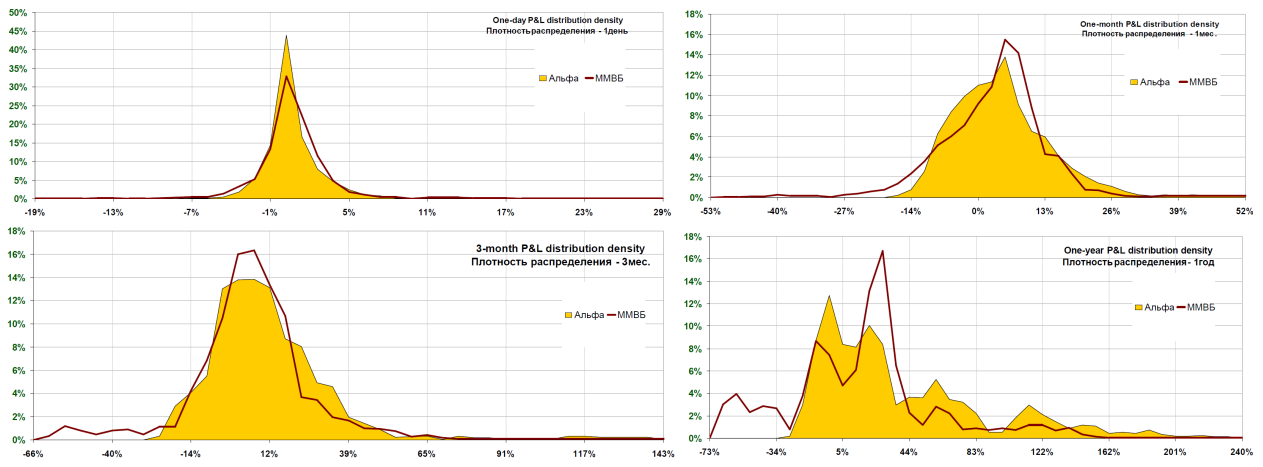 One-day P&L distribution density
Плотность распределения - 1день
50%
45%
40%
35%
30%
25%
20%
15%
10%
5%
0%
Альфа ММВБ
-19% -13% -7% -1% 5% 11% 17% 23% 29%
One-month P&L distribution density
Плотность распределения - 1мес.
18%
16%
14%
12%
10%
8%
6%
4%
2%
0%
Альфа ММВБ
-53% -40% -27% -14% 0% 13% 26% 39% 52%
3-month P&L distribution density
Плотность распределения - 3мес.
18%
16%
14%
12%
10%
8%
6%
4%
2%
0%
Альфа ММВБ
-66% -40% -14% 12% 39% 65% 91% 117% 143%
One-year P&L distribution density
Плотность распределения - 1год
18%
16%
14%
12%
10%
8%
6%
4%
2%
0%
Альфа ММВБ
-73% -34% 5% 44% 83% 122% 162% 201% 240%